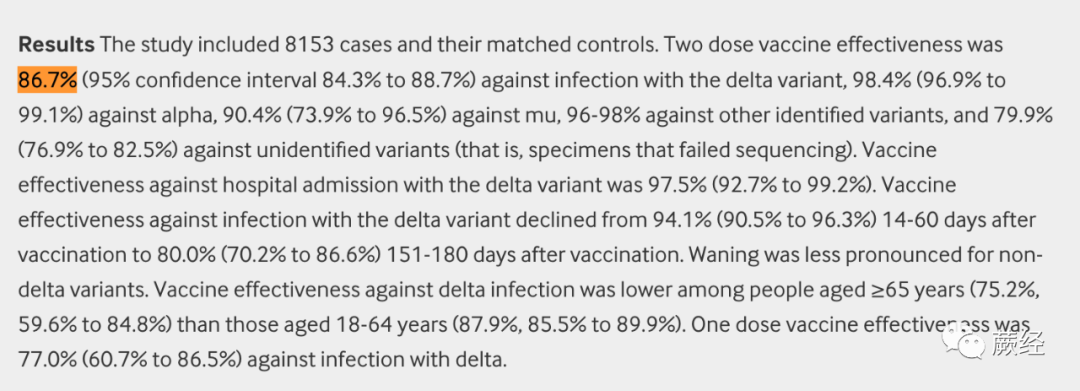 Results The study included 8153 cases and their matched controls. Two dose vaccine effectiveness was
86.7% (95% confidence interval 84.3% to 88.7%) against infection with the delta variant, 98.4% (96.9% to
99.1%) against alpha, 90.4% (73.9% to 96.5%) against mu, 96-98% against other identified variants, and 79.9%
(76.9% to 82.5%) against unidentified variants (that is, specimens that failed sequencing). Vaccine
effectiveness against hospital admission with the delta variant was 97.5% (92.7% to 99.2%). Vaccine
effectiveness against infection with the delta variant declined from 94.1% (90.5% to 96.3%) 14-60 days after
vaccination to 80.0% (70.2% to 86.6%) 151-180 days after vaccination. Waning was less pronounced for non-
delta variants. Vaccine effectiveness against delta infection was lower among people aged ≥65 years (75.2%,
59.6% to 84.8%) than those aged 18-64 years (87.9%, 85.5% to 89.9%). One dose vaccine effectiveness was
77.0% (60.7% to 86.5%) against infection with delta.
蕨经